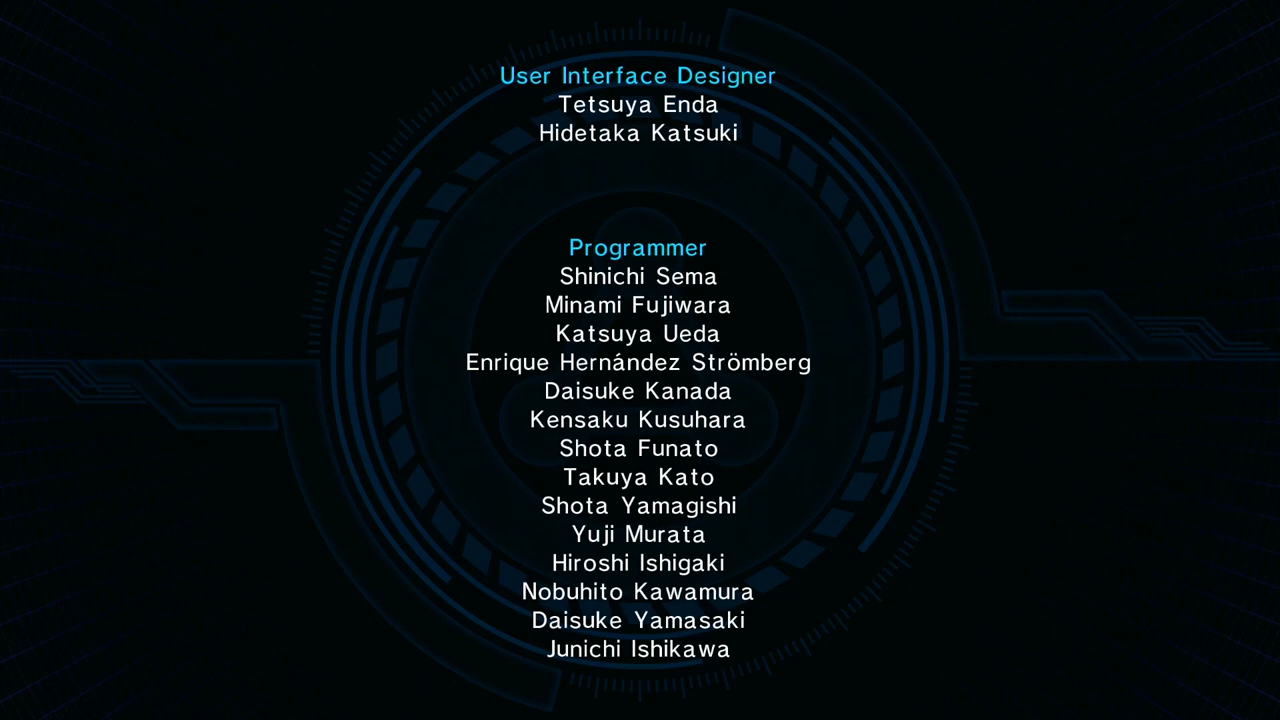 User Interface Designer
Tetsuya Enda
Hidetaka Katsuki
Programmer
Shinichi Sema
Minami Fujiwara
Katsuya Ueda
Enrique Hernández Strömberg
Daisuke Kanada
Kensaku Kusuhara
Shota Funato
Takuya Kato
Shota Yamagishi
Yuji Murata
Hiroshi Ishigaki
Nobuhito Kawamura
Daisuke Yamasaki
Junichi Ishikawa